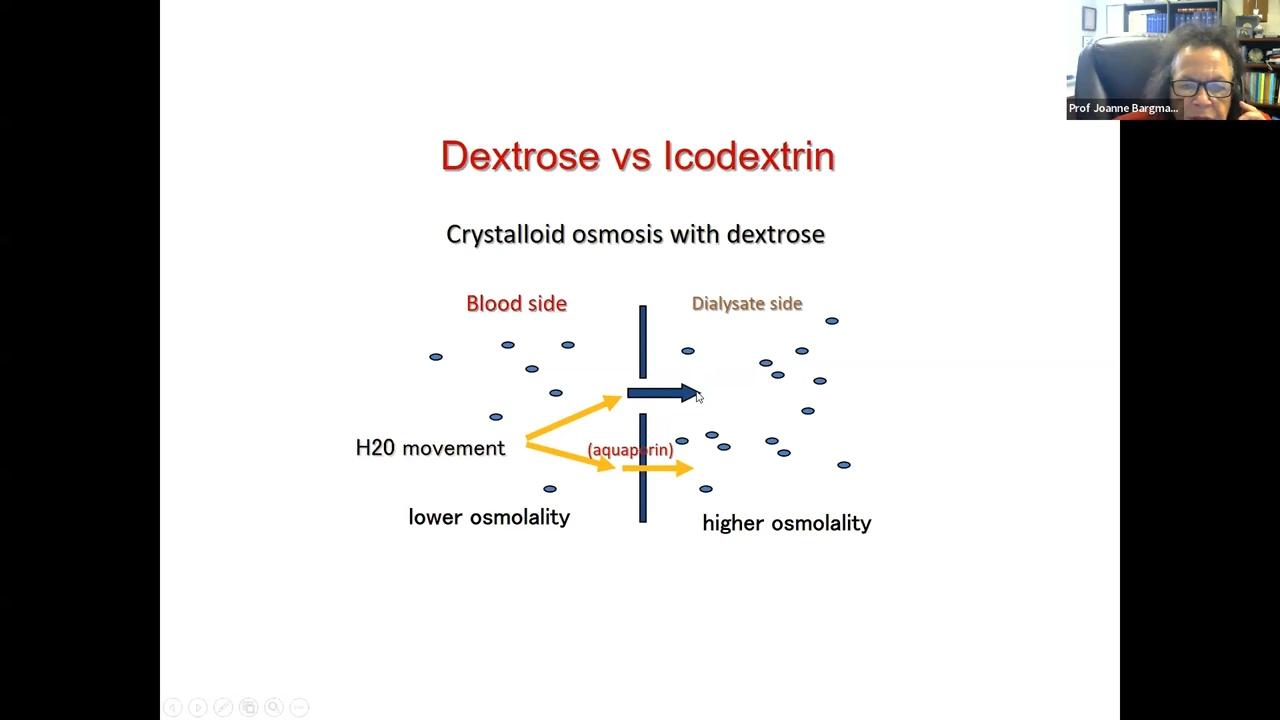 Prof Joanne Bargma...
Dextrose vs Icodextrin
Crystalloid osmosis with dextrose
Blood side
Dialysate side
H20 movement
(aquaporin)
lower osmolality
higher osmolality